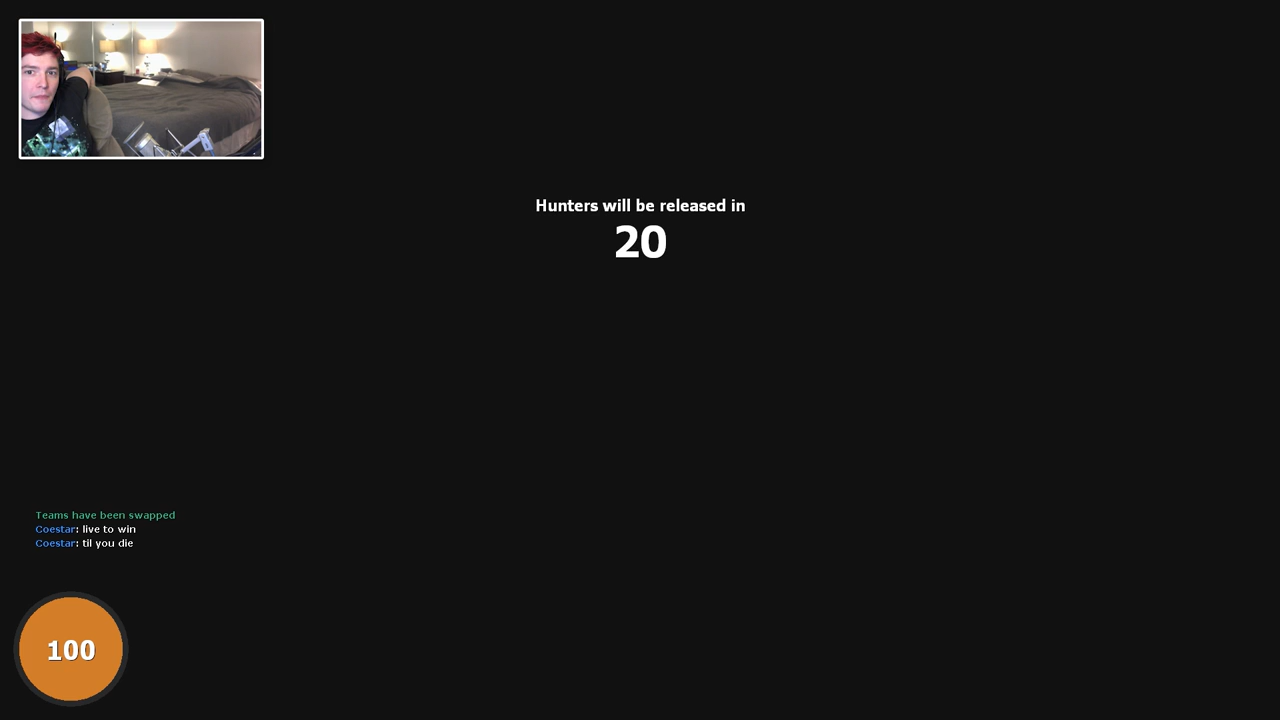 Hunters will be released in
20
Teams have been swapped
Coestar: live to win
Coestar: til you die
100